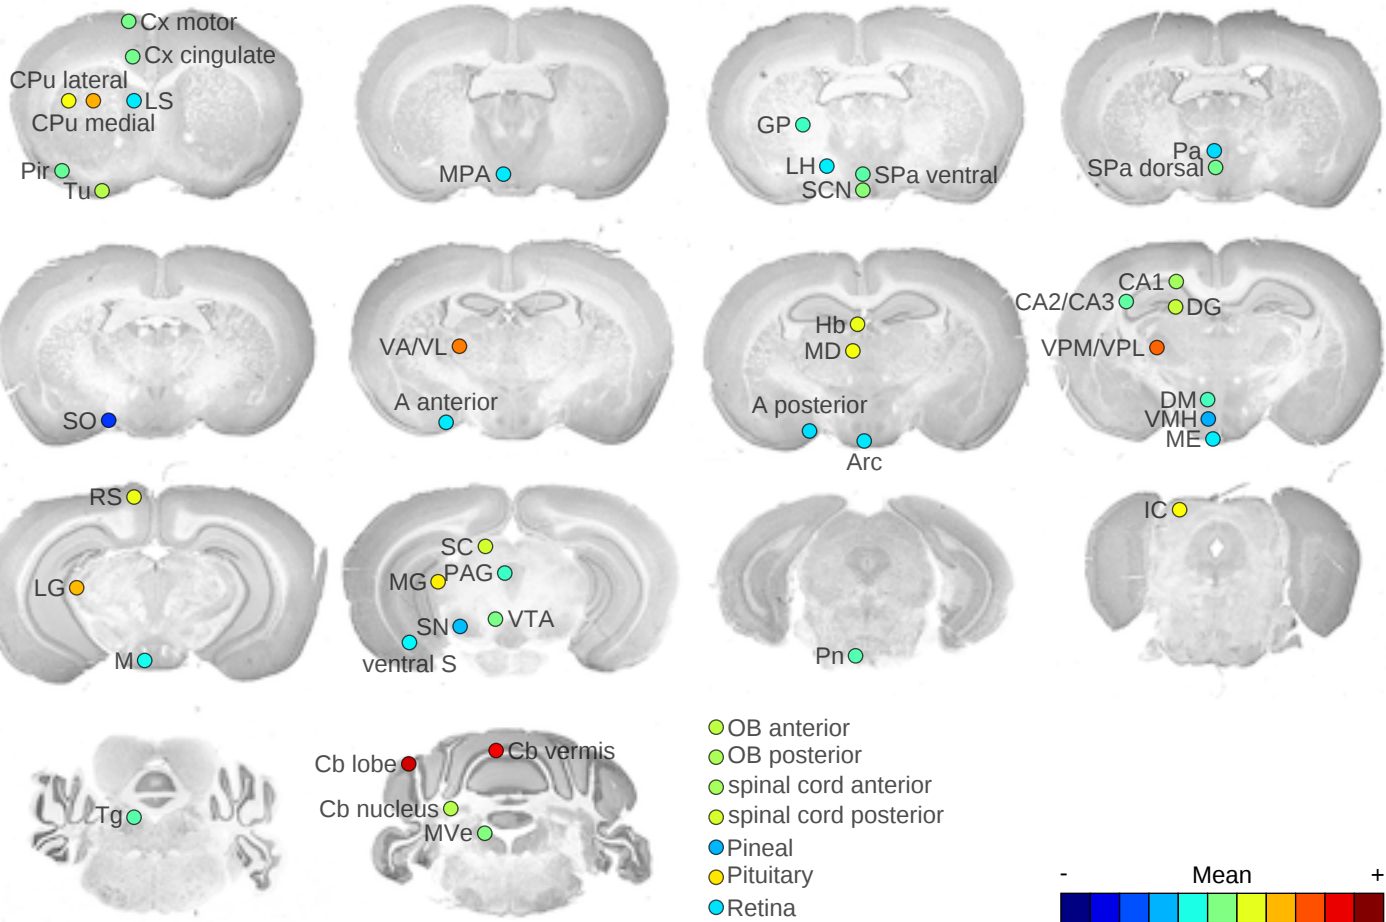 Cx motor
Cx cingulate
CPu lateral
LS
CPu medial
Pir
Tu
MPA
GP
LH
SPa ventral
SCN
Pa
SPa dorsal
SO
VA/VL
A anterior
Hb
MD
A posterior
Arc
CA1
CA2/CA3
DG
VPM/VPL
DM
VMH
ME
RS
LG
M
SC
MG
PAG
SN
VTA
ventral S
Pn
IC
Tg
Cb lobe
Cb vermis
Cb nucleus
MVe
OB anterior
OB posterior
spinal cord anterior
spinal cord posterior
Pineal
Pituitary
Retina
- Mean +